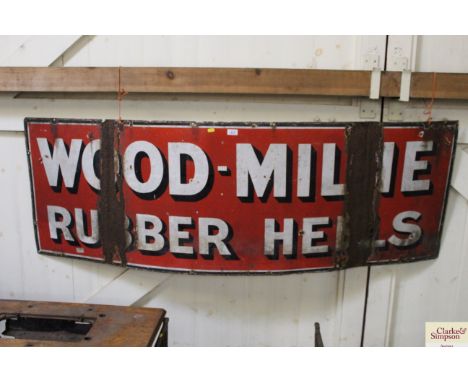 WOOD-MILNE
RUBBER HEELS
Clarke&
Simpson